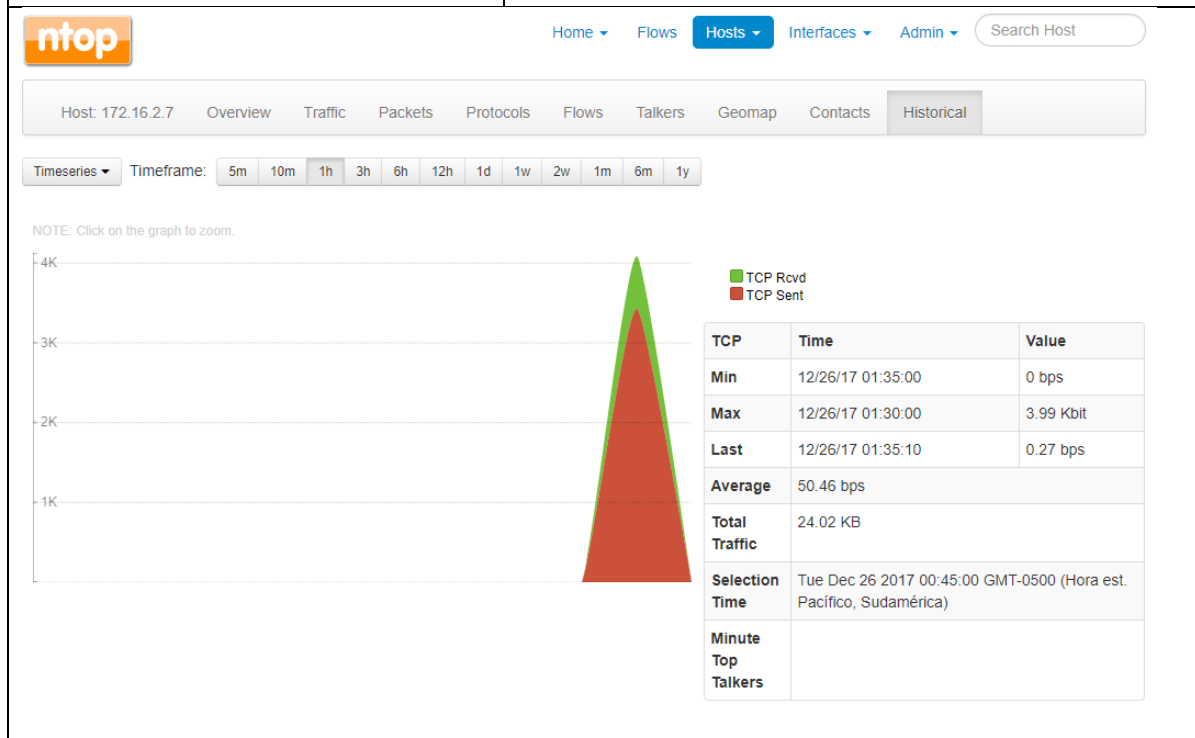 ntop
Home Flows Hosts Interfaces Admin Search Host
Host: 172.16.2.7 Overview Traffic Packets Protocols Flows Talkers Geomap Contacts Historical
Timeseries Timeframe: 5m 10m 1h 3h 6h 12h 1d 1w 2w 1m 6m 1y
NOTE: Click on the graph to zoom.
4K
3K
2K
1K
TCP Rcvd
TCP Sent
TCP Time Value
Min 12/26/17 01:35:00 0 bps
Max 12/26/17 01:30:00 3.99 Kbit
Last 12/26/17 01:35:10 0.27 bps
Average 50.46 bps
Total 24.02 KB
Traffic
Selection Tue Dec 26 2017 00:45:00 GMT-0500 (Hora est.
Time Pacífico, Sudamérica)
Minute
Top
Talkers